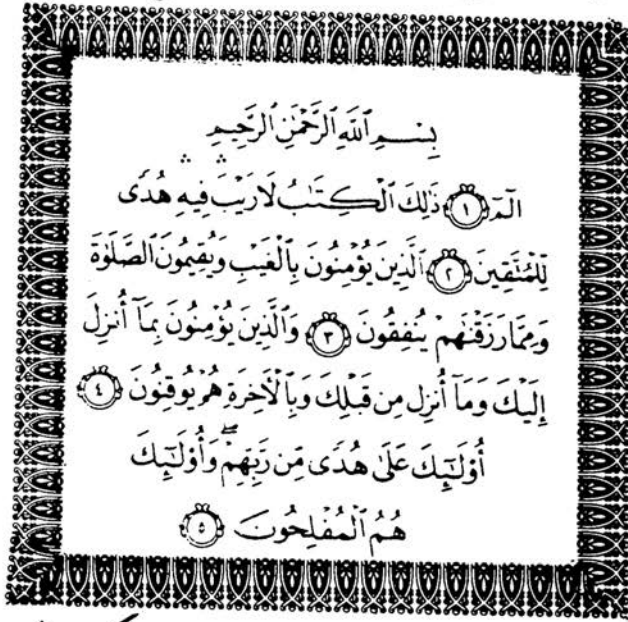 بِسْمِ ٱللَّهِ ٱلرَّحْمَٰنِ ٱلرَّحِيمِ
الٓمٓ ١ ذَٰلِكَ ٱلْكِتَٰبُ لَا رَيْبَ ۛ فِيهِ ۛ هُدًى
لِّلْمُتَّقِينَ ٢ ٱلَّذِينَ يُؤْمِنُونَ بِٱلْغَيْبِ وَيُقِيمُونَ ٱلصَّلَوٰةَ
وَمِمَّا رَزَقْنَٰهُمْ يُنفِقُونَ ٣ وَٱلَّذِينَ يُؤْمِنُونَ بِمَآ أُنزِلَ
إِلَيْكَ وَمَآ أُنزِلَ مِن قَبْلِكَ وَبِٱلْءَاخِرَةِ هُمْ يُوقِنُونَ ٤
أُو۟لَٰٓئِكَ عَلَىٰ هُدًى مِّن رَّبِّهِمْ ۖ وَأُو۟لَٰٓئِكَ
هُمُ ٱلْمُفْلِحُونَ ٥